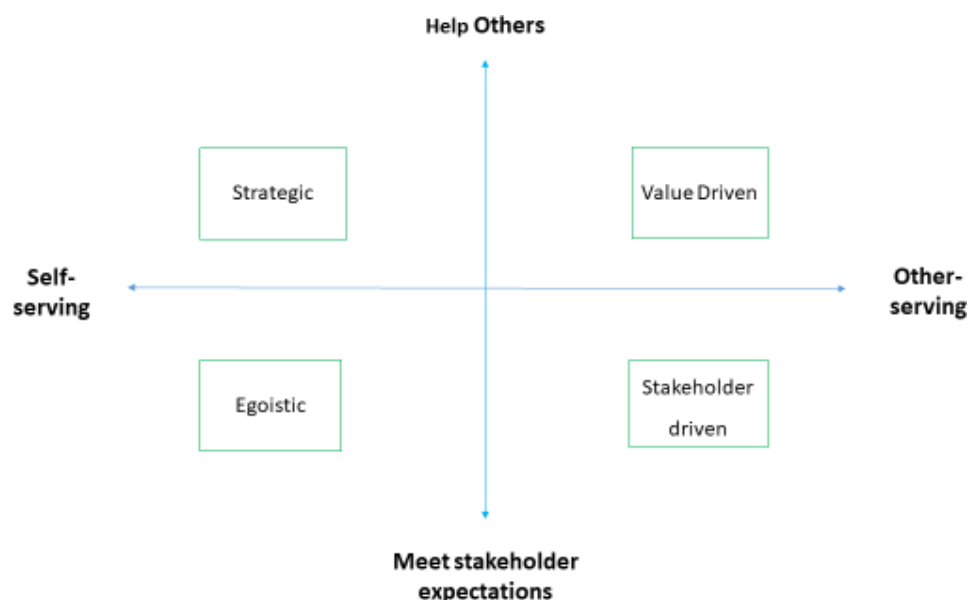 Help Others
Strategic
Value Driven
Self-
serving
Other-
serving
Egoistic
Stakeholder
driven
Meet stakeholder
expectations